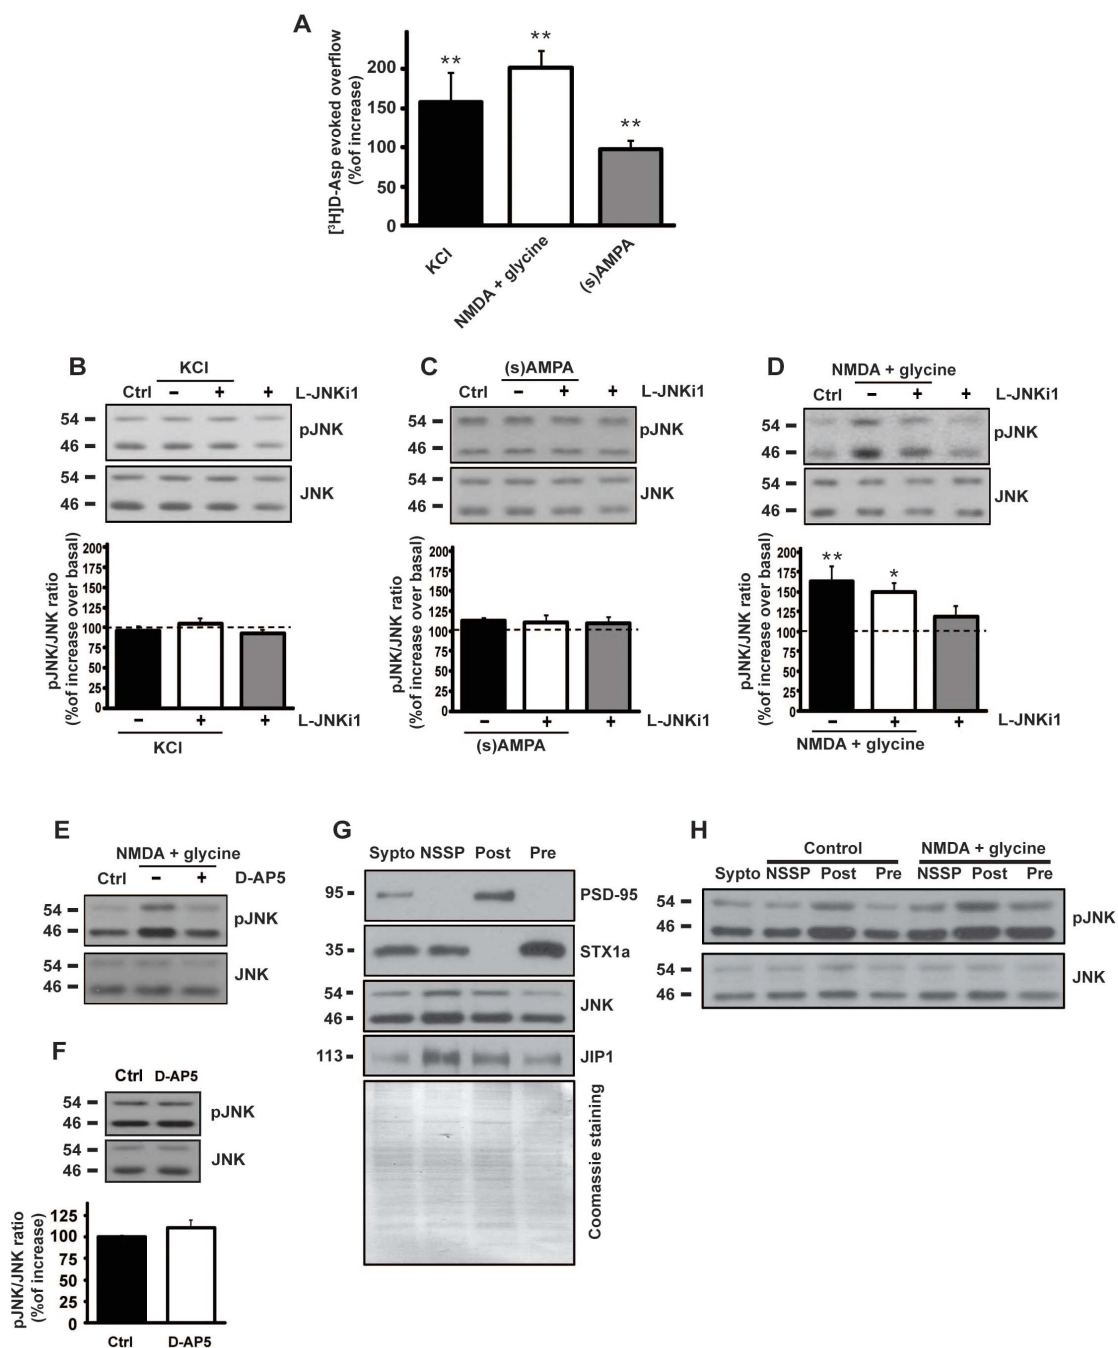 A
[³H]D-Asp evoked overflow
(%of increase)
200
150
100
50
0
**
**
**
KCl
NMDA + glycine
(s)AMPA
B
KCl
Ctrl − + + L-JNKi1
54
46
pJNK
54
46
JNK
pJNK/JNK ratio
(%of increase over basal)
200
175
150
125
100
75
50
25
0
− + + L-JNKi1
KCl
C
(s)AMPA
Ctrl − + + L-JNKi1
54
46
pJNK
54
46
JNK
pJNK/JNK ratio
(%of increase over basal)
200
175
150
125
100
75
50
25
0
− + + L-JNKi1
(s)AMPA
D
NMDA + glycine
Ctrl − + + L-JNKi1
54
46
pJNK
54
46
JNK
pJNK/JNK ratio
(%of increase over basal)
200
175
150
125
100
75
50
25
0
**
*
− + + L-JNKi1
NMDA + glycine
E
NMDA + glycine
Ctrl − + D-AP5
54
46
pJNK
54
46
JNK
F
Ctrl D-AP5
54
46
pJNK
54
46
JNK
pJNK/JNK ratio
(%of increase)
125
100
75
50
25
0
Ctrl D-AP5
G
Sypto NSSP Post Pre
95 PSD-95
35 STX1a
54
46
JNK
113 JIP1
Coomassie staining
H
Control NMDA + glycine
Sypto NSSP Post Pre NSSP Post Pre
54
46
pJNK
54
46
JNK